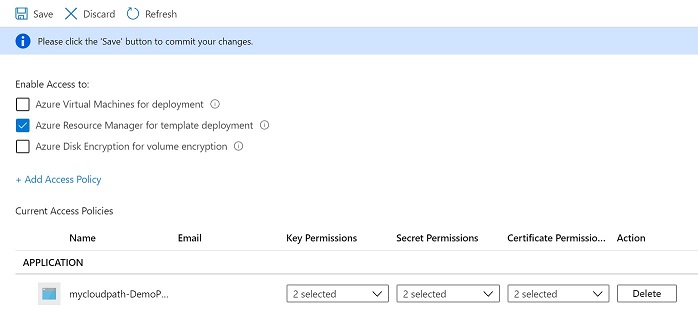 Save Discard Refresh
Please click the 'Save' button to commit your changes.
Enable Access to:
Azure Virtual Machines for deployment
Azure Resource Manager for template deployment
Azure Disk Encryption for volume encryption
+ Add Access Policy
Current Access Policies
Name Email Key Permissions Secret Permissions Certificate Permissio... Action
APPLICATION
mycloudpath-DemoP... 2 selected 2 selected 2 selected Delete